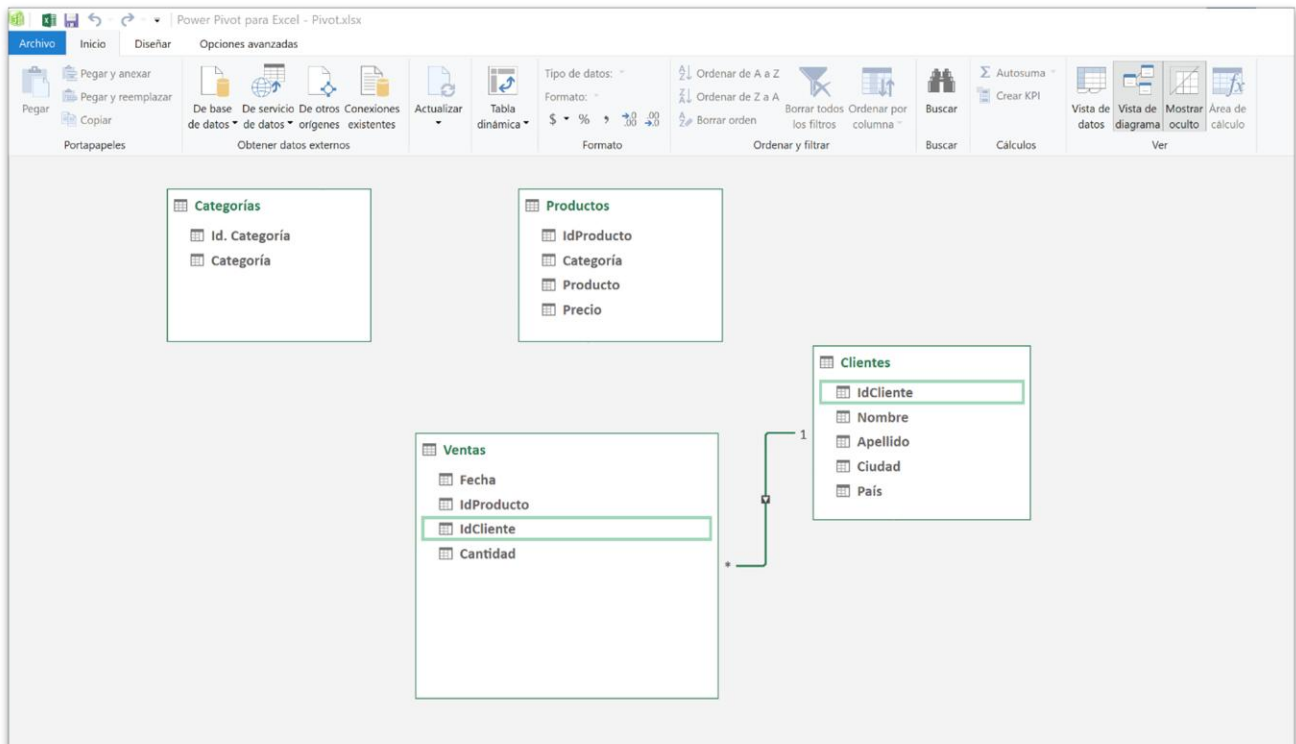 Power Pivot para Excel - Pivot.xlsx
Archivo Inicio Diseñar Opciones avanzadas
Pegar
Pegar y anexar
Pegar y reemplazar
Copiar
Portapapeles
De base de datos
De servicio de datos
De otros orígenes
Conexiones existentes
Obtener datos externos
Actualizar
Tabla dinámica
Tipo de datos:
Formato:
$ % , .00 .00
Formato
Ordenar de A a Z
Ordenar de Z a A
Borrar orden
Borrar todos los filtros
Ordenar por columna
Ordenar y filtrar
Buscar
Buscar
Σ Autosuma
Crear KPI
Cálculos
Vista de datos
Vista de diagrama
Mostrar oculto
Área de cálculo
Ver
Categorías
Id. Categoría
Categoría
Productos
IdProducto
Categoría
Producto
Precio
Clientes
IdCliente
Nombre
Apellido
Ciudad
País
1
Ventas
Fecha
IdProducto
IdCliente
Cantidad
*